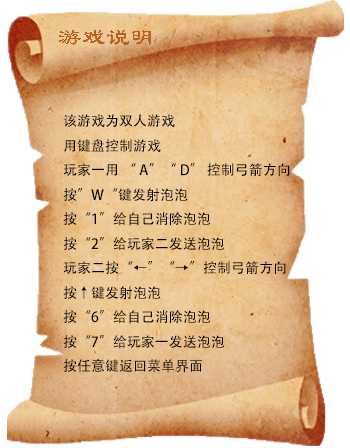 游戏说明
该游戏为双人游戏
用键盘控制游戏
玩家一用 “A” “D” 控制弓箭方向
按”W“键发射泡泡
按“1”给自己消除泡泡
按“2”给玩家二发送泡泡
玩家二按“←” “→”控制弓箭方向
按↑键发射泡泡
按“6”给自己消除泡泡
按“7”给玩家一发送泡泡
按任意键返回菜单界面